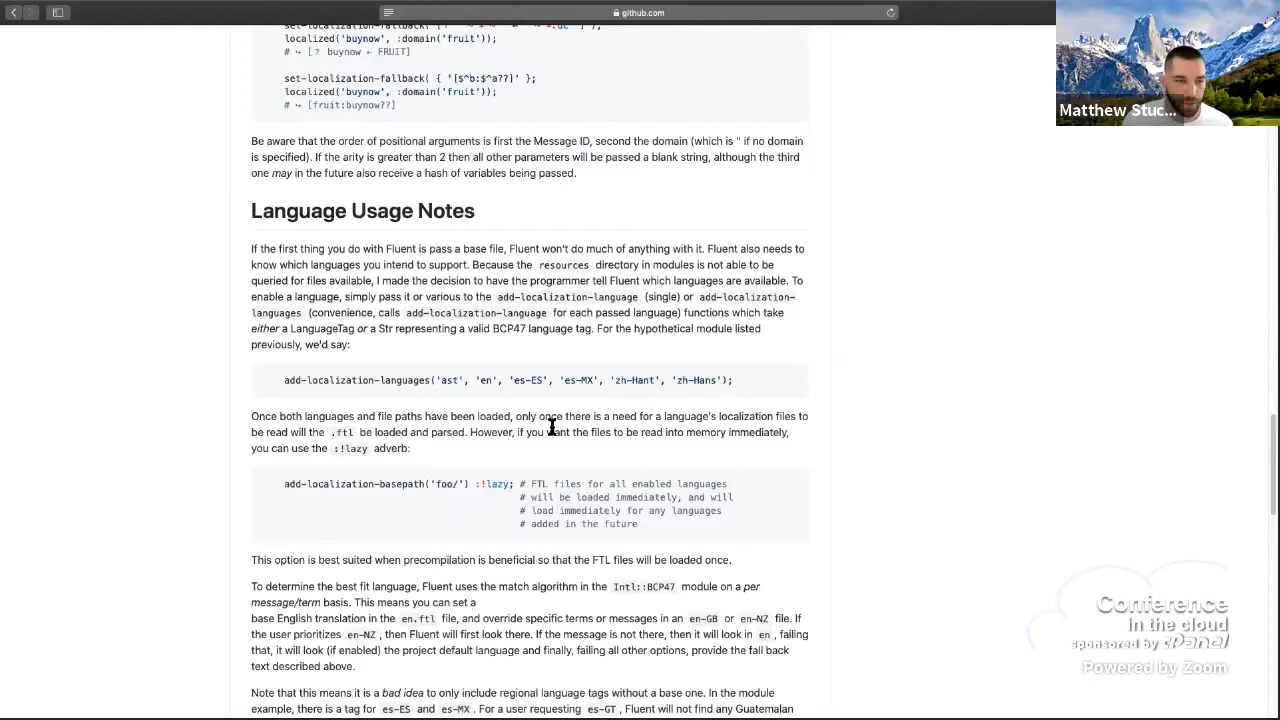 github.com
localized('buynow', :domain('fruit');
# ↪ [? buynow ← FRUIT]
set-localization-fallback( { '[$^b:$^a??]' };
localized('buynow', :domain('fruit'));
# ↪ [fruit:buynow??]
Be aware that the order of positional arguments is first the Message ID, second the domain (which is '' if no domain
is specified). If the arity is greater than 2 then all other parameters will be passed a blank string, although the third
one may in the future also receive a hash of variables being passed.
Language Usage Notes
If the first thing you do with Fluent is pass a base file, Fluent won't do much of anything with it. Fluent also needs to
know which languages you intend to support. Because the resources directory in modules is not able to be
queried for files available, I made the decision to have the programmer tell Fluent which languages are available. To
enable a language, simply pass it or various to the add-localization-language (single) or add-localization-
languages (convenience, calls add-localization-language for each passed language) functions which take
either a LanguageTag or a Str representing a valid BCP47 language tag. For the hypothetical module listed
previously, we'd say:
add-localization-languages('ast', 'en', 'es-ES', 'es-MX', 'zh-Hant', 'zh-Hans');
Once both languages and file paths have been loaded, only once there is a need for a language's localization files to
be read will the .ftl be loaded and parsed. However, if you want the files to be read into memory immediately,
you can use the :!lazy adverb:
add-localization-basepath('foo/') :!lazy; # FTL files for all enabled languages
# will be loaded immediately, and will
# load immediately for any languages
# added in the future
This option is best suited when precompilation is beneficial so that the FTL files will be loaded once.
To determine the best fit language, Fluent uses the match algorithm in the Intl::BCP47 module on a per
message/term basis. This means you can set a
base English translation in the en.ftl file, and override specific terms or messages in an en-GB or en-NZ file. If
the user prioritizes en-NZ, then Fluent will first look there. If the message is not there, then it will look in en, failing
that, it will look (if enabled) the project default language and finally, failing all other options, provide the fall back
text described above.
Note that this means it is a bad idea to only include regional language tags without a base one. In the module
example, there is a tag for es-ES and es-MX. For a user requesting es-GT, Fluent will not find any Guatemalan
Matthew Stuc...
Conference
in the cloud
sponsored by cPanel
Powered by Zoom